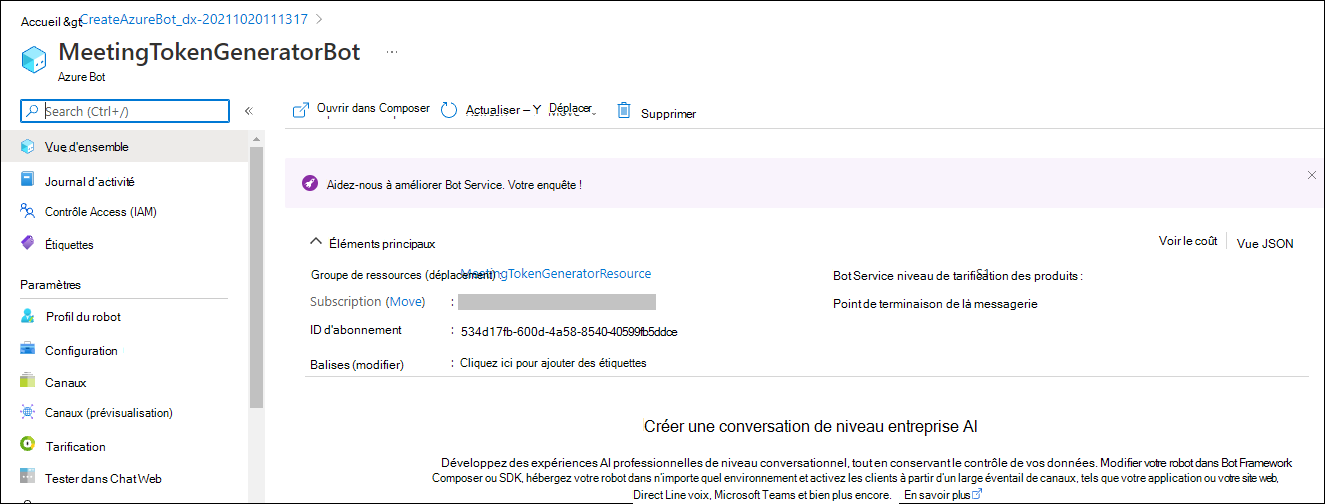 Accueil &gt CreateAzureBot_dx-20211020111317
MeetingTokenGeneratorBot ...
Azure Bot
Search (Ctrl+/) «
Ouvrir dans Composer Actualiser – Y Déplacer Supprimer
Vue d'ensemble
Journal d'activité
Contrôle Access (IAM)
Étiquettes
Paramètres
Profil du robot
Configuration
Canaux
Canaux (prévisualisation)
Tarification
Tester dans Chat Web
Aidez-nous à améliorer Bot Service. Votre enquête !
Éléments principaux
Voir le coût Vue JSON
Groupe de ressources (déplacement) : MeetingTokenGeneratorResource
Subscription (Move) :
ID d'abonnement : 534d17fb-600d-4a58-8540-40599fb5ddce
Balises (modifier) : Cliquez ici pour ajouter des étiquettes
Bot Service niveau de tarification des produits :
Point de terminaison de la messagerie
Créer une conversation de niveau entreprise AI
Développez des expériences AI professionnelles de niveau conversationnel, tout en conservant le contrôle de vos données. Modifier votre robot dans Bot Framework
Composer ou SDK, hébergez votre robot dans n'importe quel environnement et activez les clients à partir d'un large éventail de canaux, tels que votre application ou votre site web,
Direct Line voix, Microsoft Teams et bien plus encore. En savoir plus